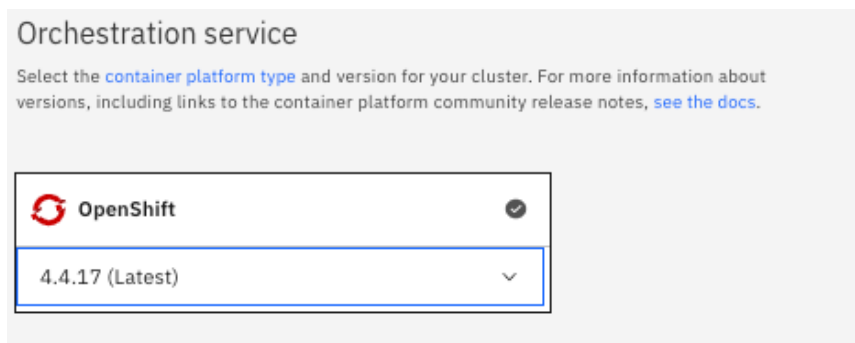 Orchestration service
Select the container platform type and version for your cluster. For more information about
versions, including links to the container platform community release notes, see the docs.
OpenShift
4.4.17 (Latest)